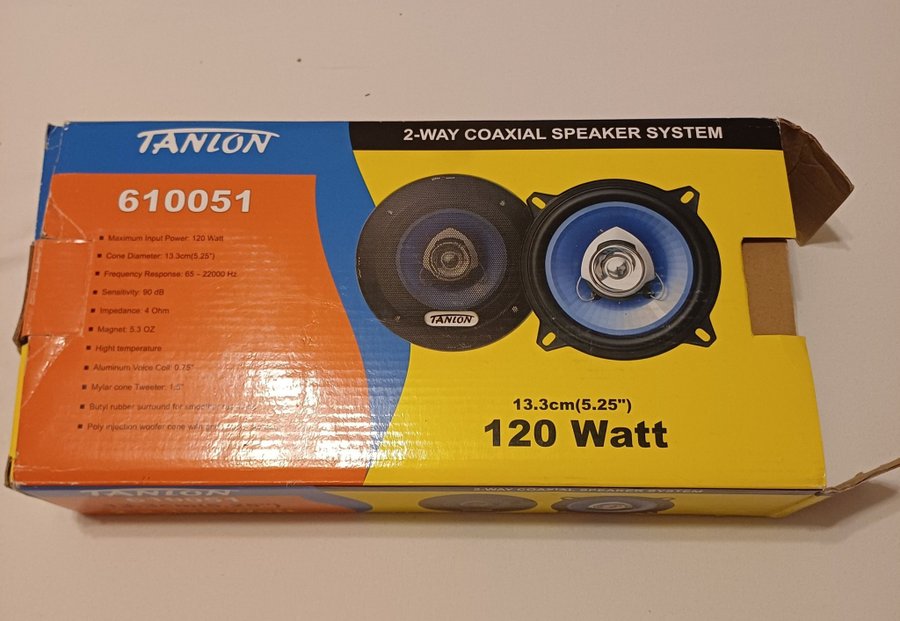 TANLON
2-WAY COAXIAL SPEAKER SYSTEM
610051
Maximum Input Power: 120 Watt
Cone Diameter: 13.3cm(5.25")
Frequency Response: 65 - 22000 Hz
Sensitivity: 90 dB
Impedance: 4 Ohm
Magnet: 5.3 OZ
Hight temperature
Aluminum Voice Coil: 0.75"
Mylar cone Tweeter: 1.5"
Butyl rubber surround for
Poly injection woofer cone with
TANLON
13.3cm(5.25")
120 Watt
TANLON
2-WAY COAXIAL SPEAKER SYSTEM